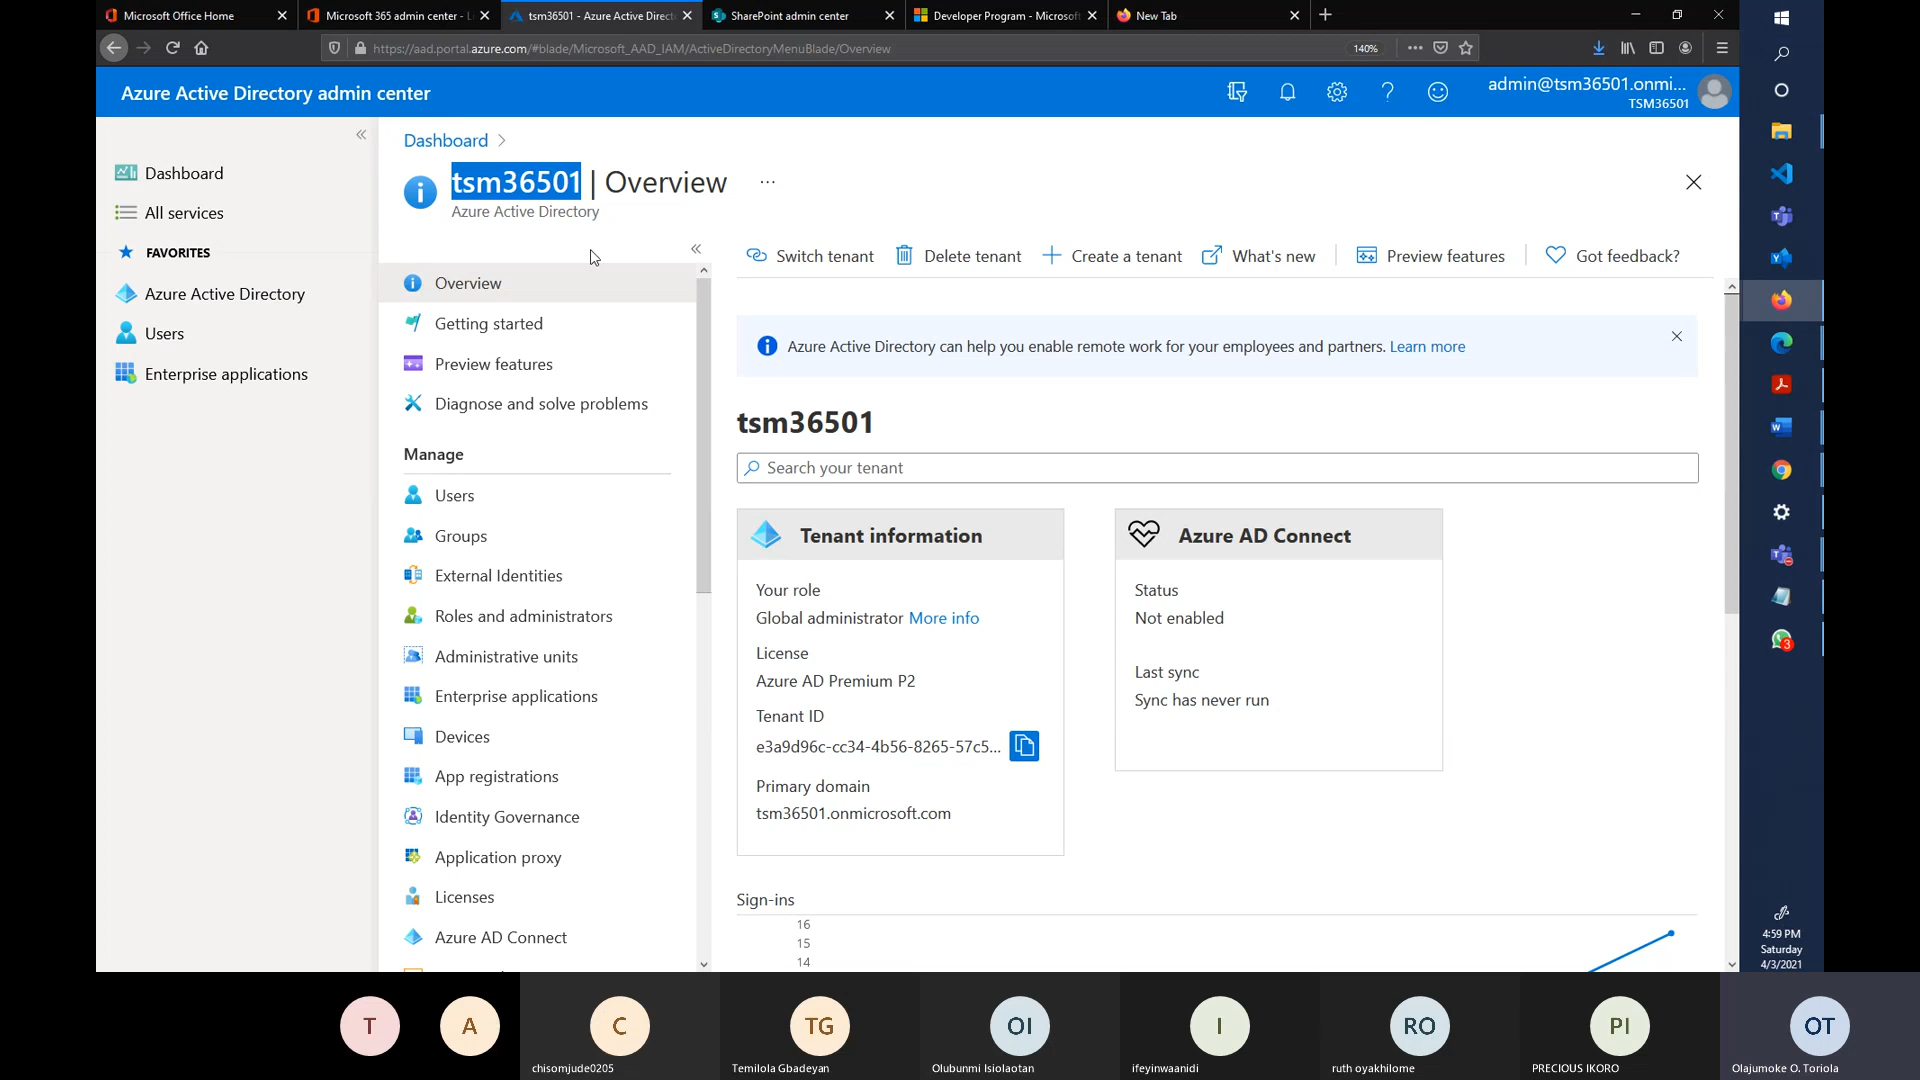 Microsoft Office Home
Microsoft 365 admin center - L
tsm36501 - Azure Active Direct
SharePoint admin center
Developer Program - Microsoft
New Tab
https://aad.portal.azure.com/#blade/Microsoft_AAD_IAM/ActiveDirectoryMenuBlade/Overview
140%
Azure Active Directory admin center
admin@tsm36501.onmi...
TSM36501
Dashboard
All services
FAVORITES
Azure Active Directory
Users
Enterprise applications
Dashboard
tsm36501 | Overview
Azure Active Directory
Overview
Getting started
Preview features
Diagnose and solve problems
Manage
Users
Groups
External Identities
Roles and administrators
Administrative units
Enterprise applications
Devices
App registrations
Identity Governance
Application proxy
Licenses
Azure AD Connect
Switch tenant
Delete tenant
Create a tenant
What's new
Preview features
Got feedback?
Azure Active Directory can help you enable remote work for your employees and partners. Learn more
tsm36501
Search your tenant
Tenant information
Your role
Global administrator More info
License
Azure AD Premium P2
Tenant ID
e3a9d96c-cc34-4b56-8265-57c5...
Primary domain
tsm36501.onmicrosoft.com
Azure AD Connect
Status
Not enabled
Last sync
Sync has never run
Sign-ins
16
15
14
3
4:59 PM
Saturday
4/3/2021
T
A
C
chisomjude0205
TG
Temilola Gbadeyan
OI
Olubunmi Isiolaotan
I
ifeyinwaanidi
RO
ruth oyakhilome
PI
PRECIOUS IKORO
OT
Olajumoke O. Toriola